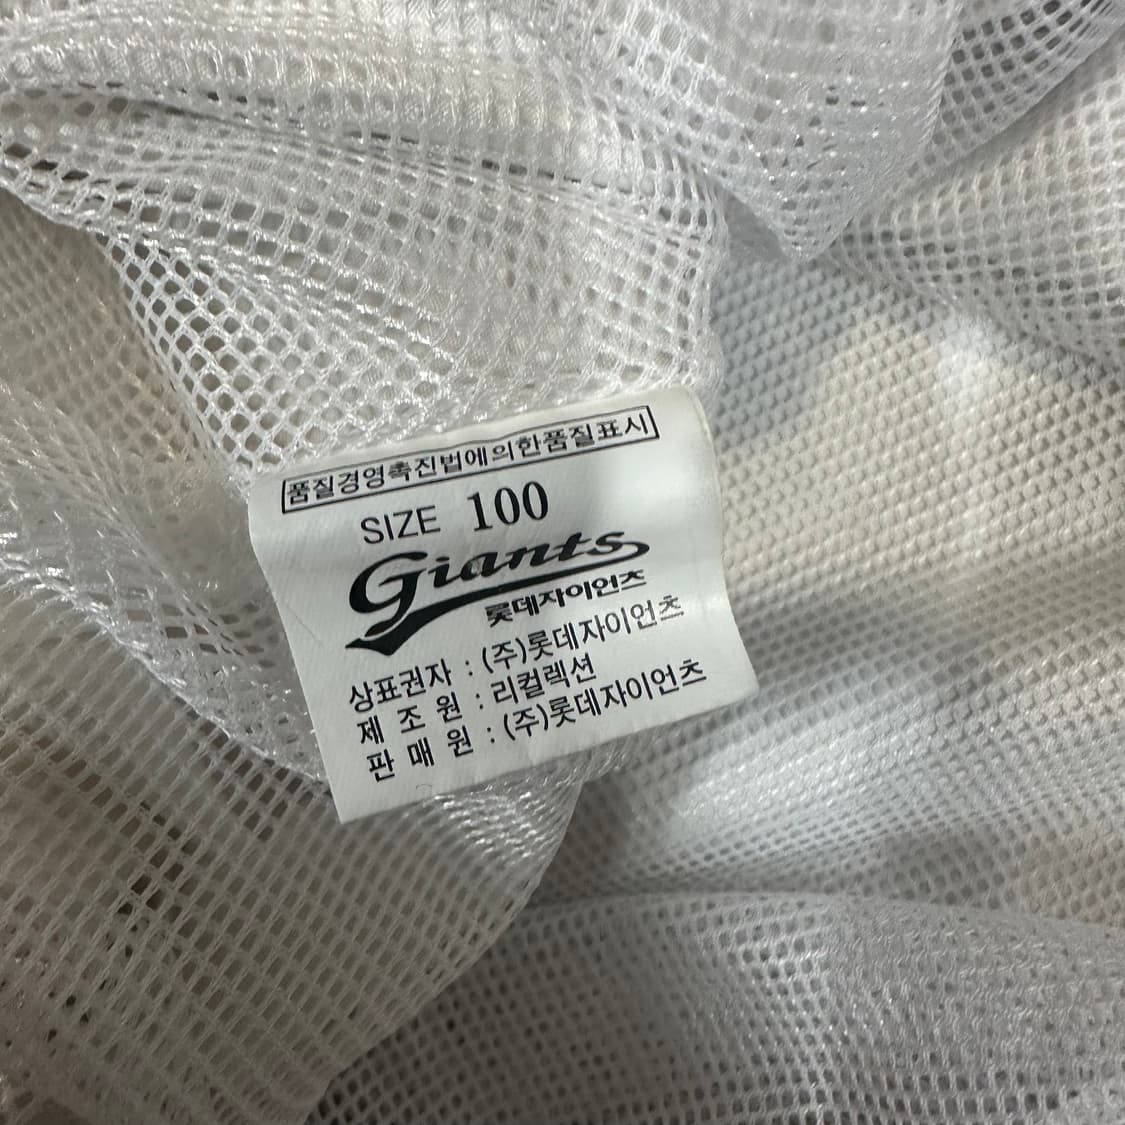 품질경영촉진법에의한품질표시
SIZE 100
Giants
롯데자이언츠
상표권자 : (주)롯데자이언츠
제 조 원 : 리컬렉션
판 매 원 : (주)롯데자이언츠